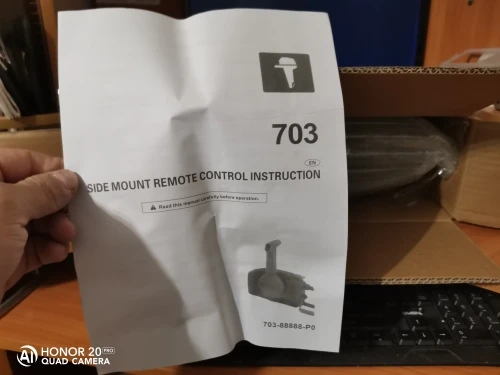 703
EN
SIDE MOUNT REMOTE CONTROL INSTRUCTION
Read this manual carefully before operation.
703-88888-P0
AI HONOR 20 PRO
QUAD CAMERA